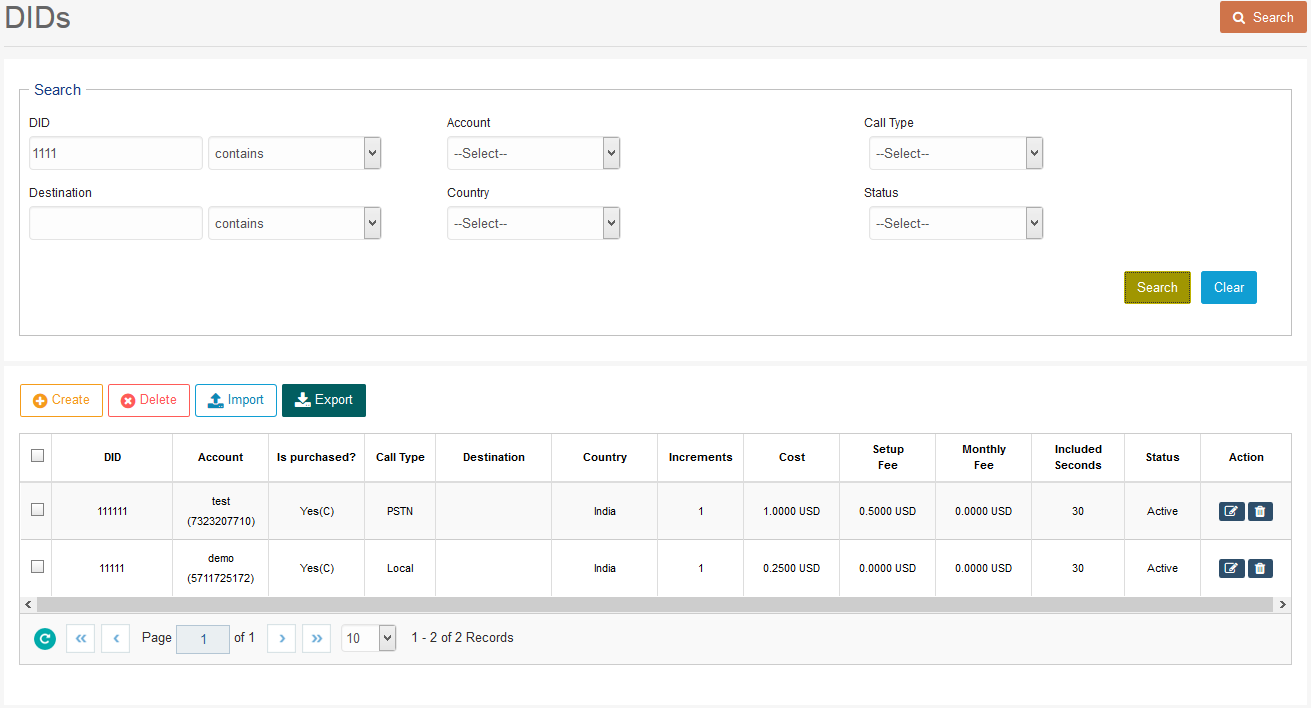 DIDs
Search
Search
DID Account Call Type
1111 contains --Select-- --Select--
Destination Country Status
contains --Select-- --Select--
Search Clear
Create Delete Import Export
DID Account Is purchased? Call Type Destination Country Increments Cost Setup Fee Monthly Fee Included Seconds Status Action
111111 test (7323207710) Yes(C) PSTN India 1 1.0000 USD 0.5000 USD 0.0000 USD 30 Active
11111 demo (5711725172) Yes(C) Local India 1 0.2500 USD 0.0000 USD 0.0000 USD 30 Active
Page 1 of 1 10 1 - 2 of 2 Records